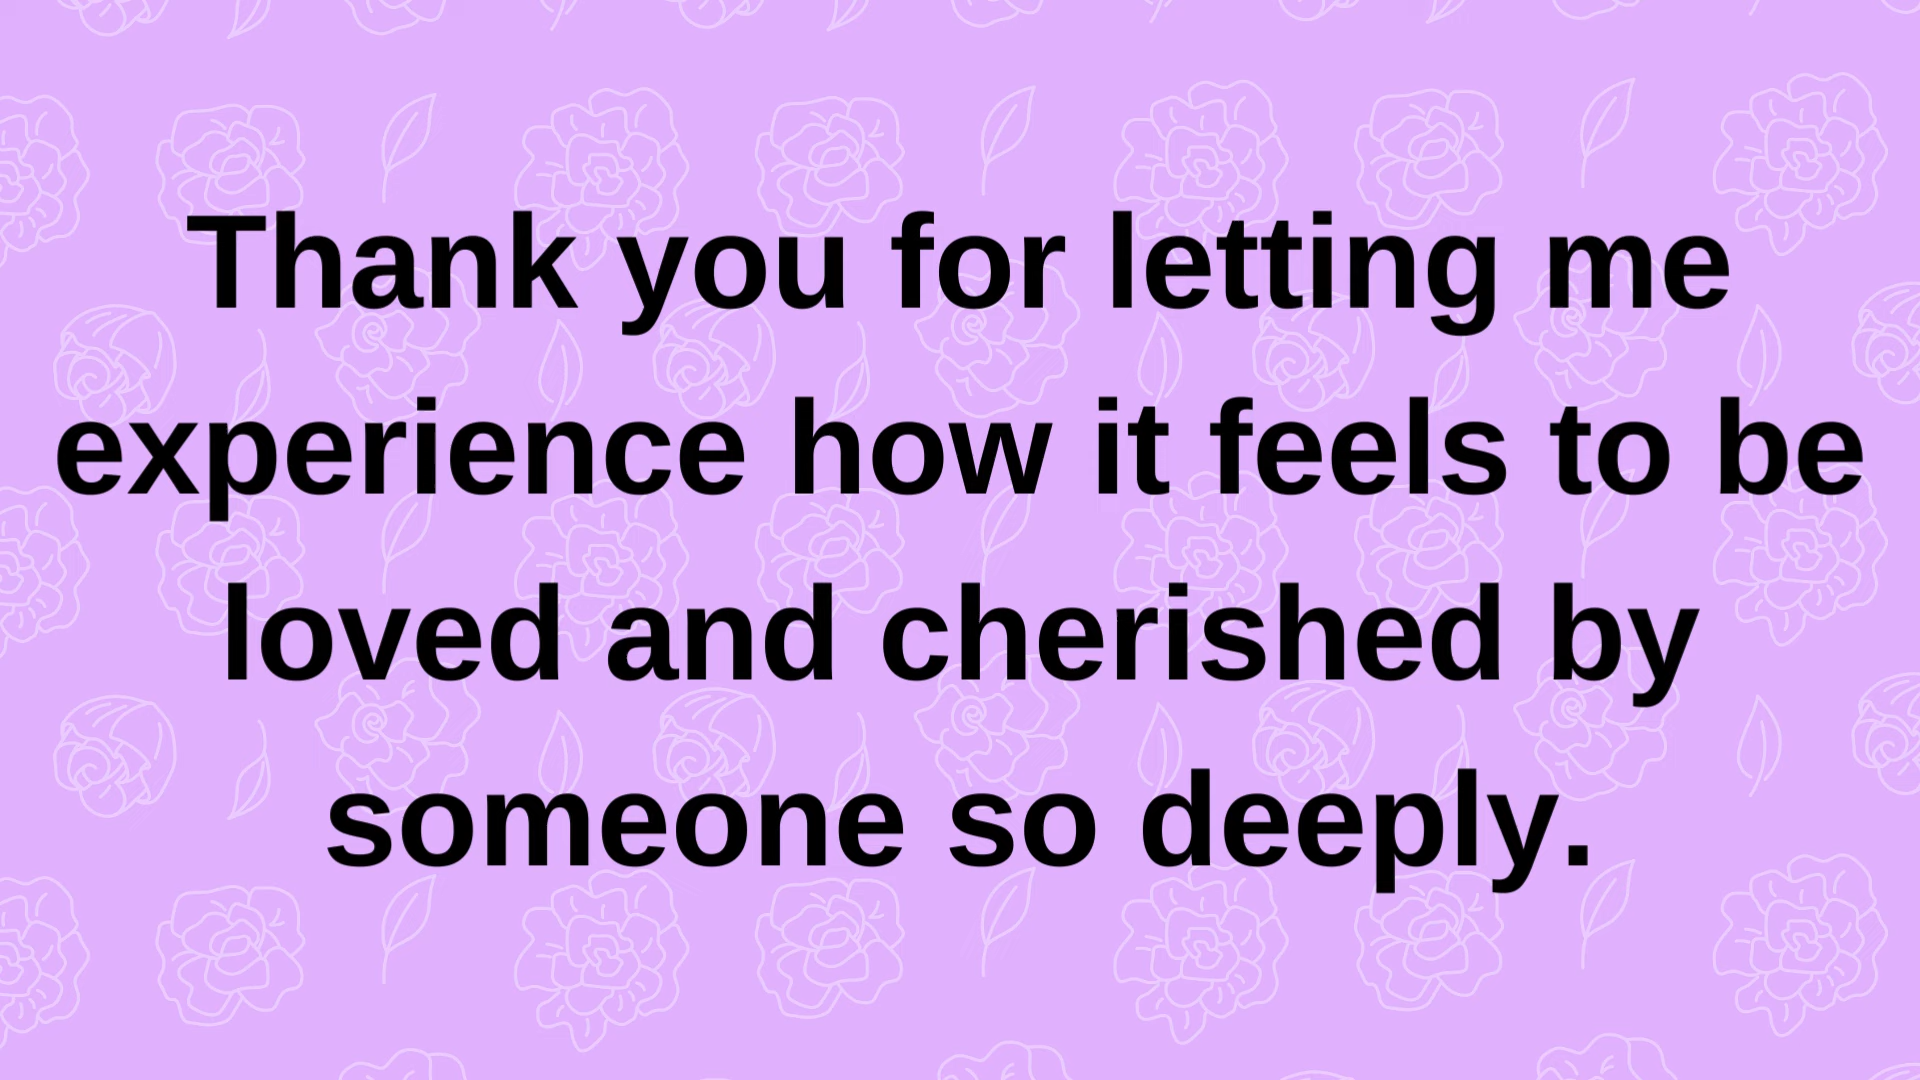 Thank you for letting me
experience how it feels to be
loved and cherished by
someone so deeply.